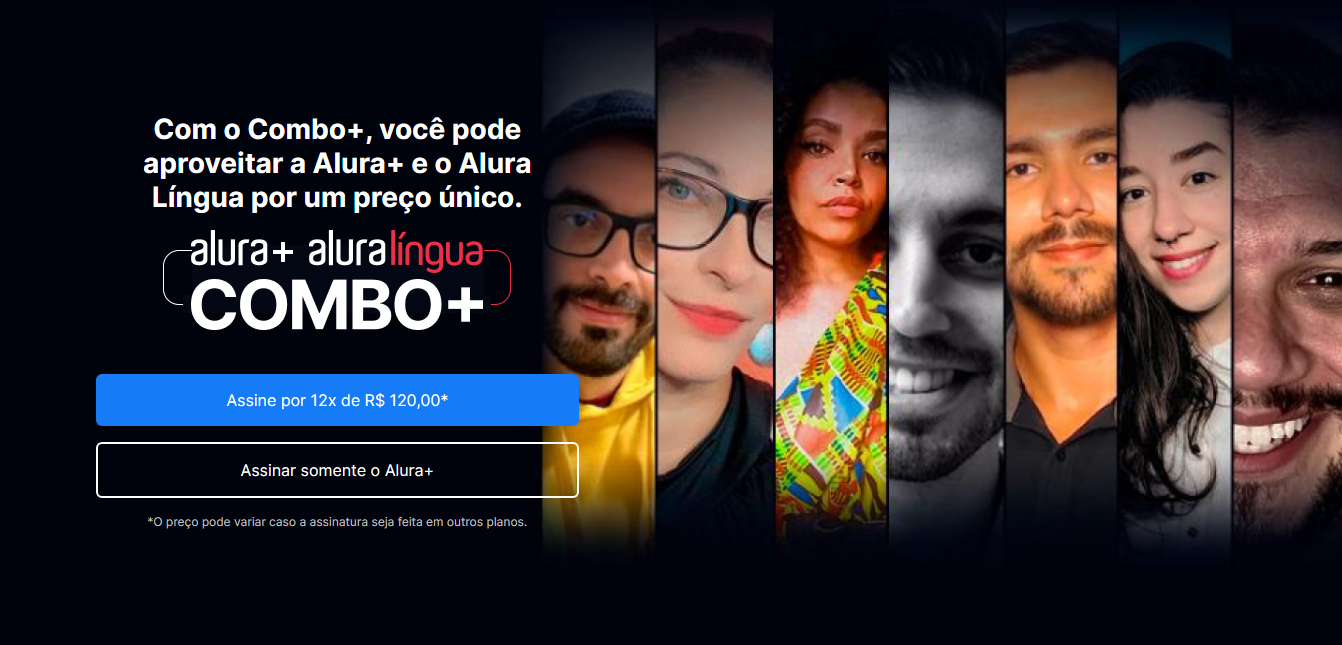 Com o Combo+, você pode
aproveitar a Alura+ e o Alura
Língua por um preço único.
alura+ aluralíngua
COMBO+
Assine por 12x de R$ 120,00*
Assinar somente o Alura+
*O preço pode variar caso a assinatura seja feita em outros planos.